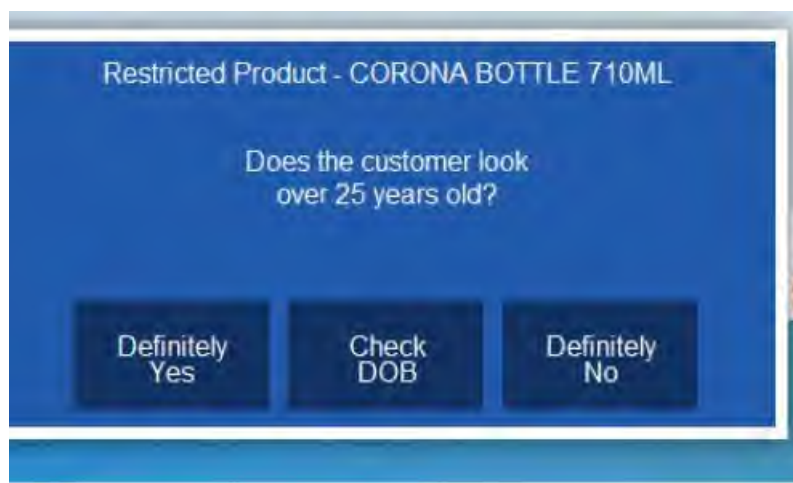 Restricted Product - CORONA BOTTLE 710ML
Does the customer look
over 25 years old?
Definitely
Yes
Check
DOB
Definitely
No